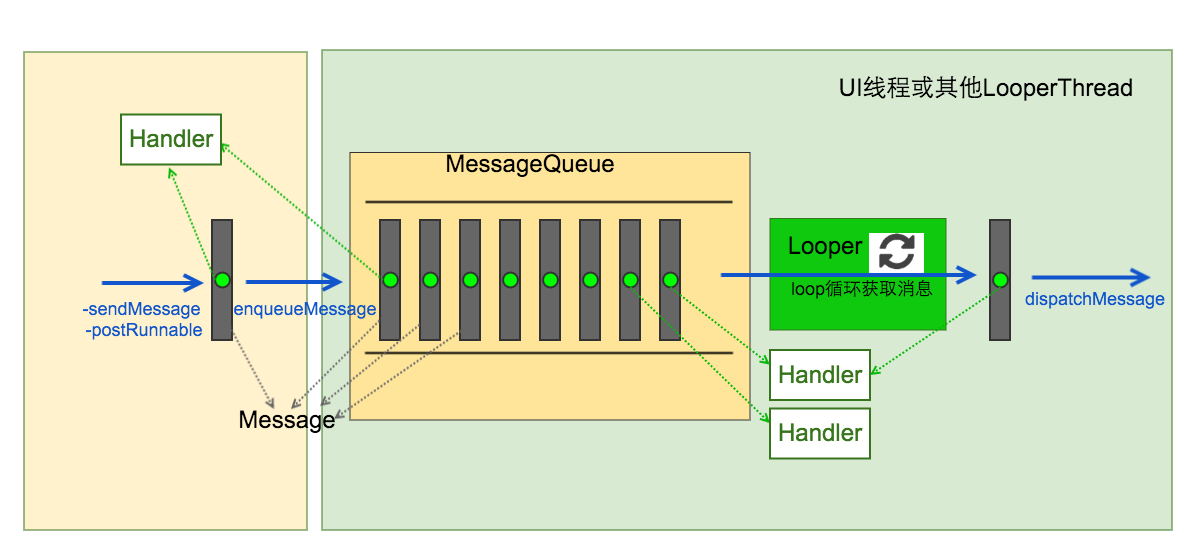 UI线程或其他LooperThread
Handler
MessageQueue
Looper
loop循环获取消息
-sendMessage
-postRunnable
enqueueMessage
dispatchMessage
Handler
Message
Handler